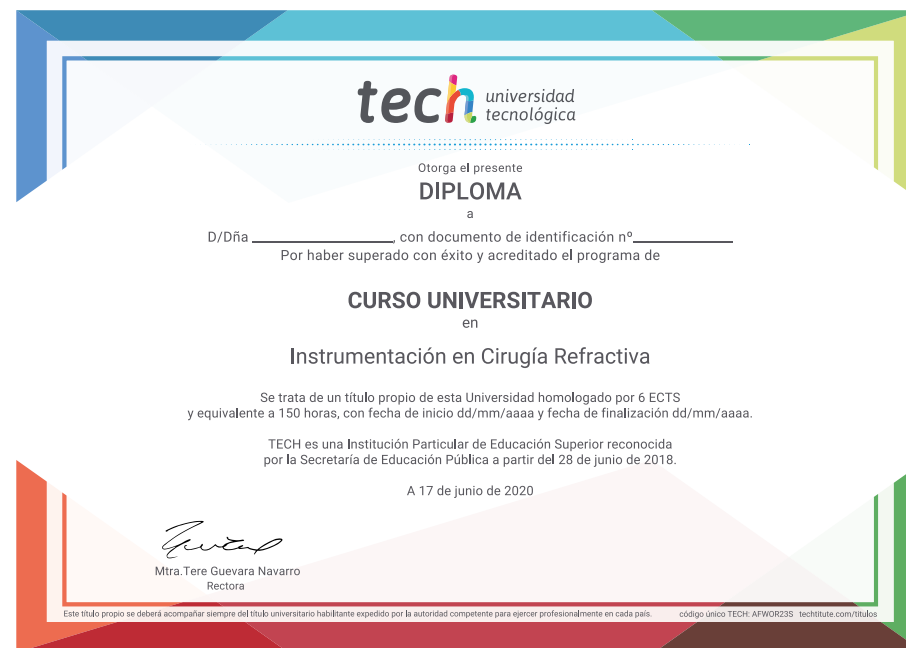 tech universidad
tecnológica
Otorga el presente
DIPLOMA
a
D/Dña ____________________, con documento de identificación nº______________
Por haber superado con éxito y acreditado el programa de
CURSO UNIVERSITARIO
en
Instrumentación en Cirugía Refractiva
Se trata de un título propio de esta Universidad homologado por 6 ECTS
y equivalente a 150 horas, con fecha de inicio dd/mm/aaaa y fecha de finalización dd/mm/aaaa.
TECH es una Institución Particular de Educación Superior reconocida
por la Secretaría de Educación Pública a partir del 28 de junio de 2018.
A 17 de junio de 2020
Mtra.Tere Guevara Navarro
Rectora
Este título propio se deberá acompañar siempre del título universitario habilitante expedido por la autoridad competente para ejercer profesionalmente en cada país. código único TECH: AFWOR23S techtitute.com/titulos